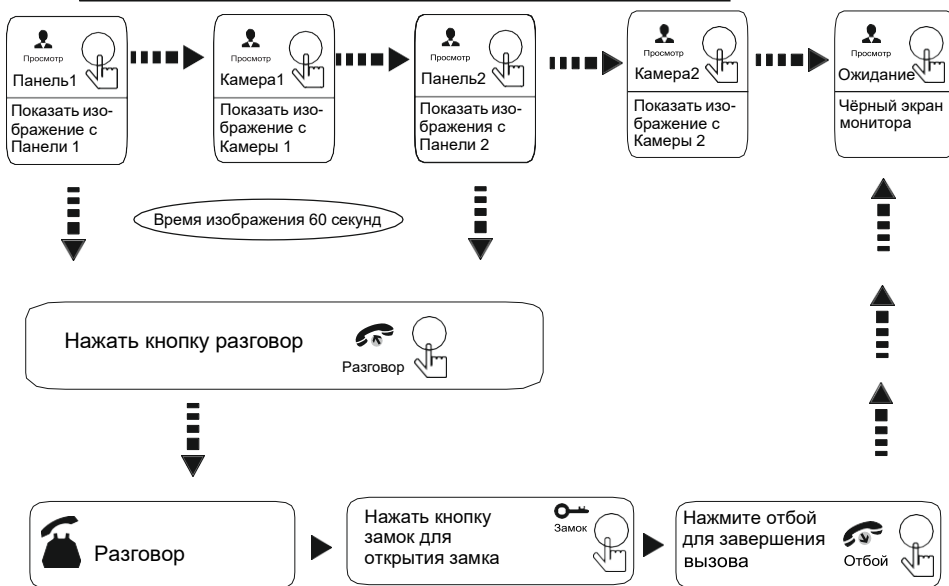 Просмотр
Панель1
Показать изо-
бражение с
Панели 1
Просмотр
Камера1
Показать изо-
бражение с
Камеры 1
Просмотр
Панель2
Показать изо-
бражения с
Панели 2
Просмотр
Камера2
Показать изо-
бражение с
Камеры 2
Просмотр
Ожидание
Чёрный экран
монитора
Время изображения 60 секунд
Нажать кнопку разговор
Разговор
Разговор
Нажать кнопку
замок для
открытия замка
Замок
Нажмите отбой
для завершения
вызова
Отбой